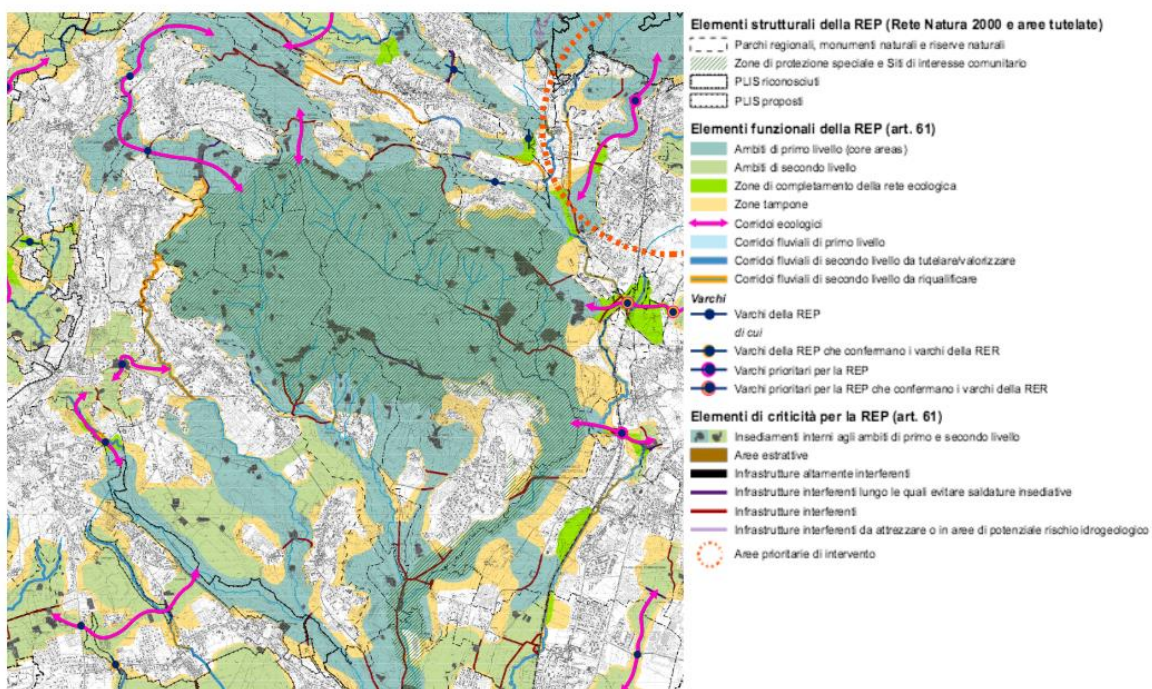 Elementi strutturali della REP (Rete Natura 2000 e aree tutelate)
Parchi regionali, monumenti naturali e riserve naturali
Zone di protezione speciale e Siti di interesse comunitario
PLIS riconosciuti
PLIS proposti
Elementi funzionali della REP (art. 61)
Ambiti di primo livello (core areas)
Ambiti di secondo livello
Zone di completamento della rete ecologica
Zone tampone
Corridoi ecologici
Corridoi fluviali di primo livello
Corridoi fluviali di secondo livello da tutelare/valorizzare
Corridoi fluviali di secondo livello da riqualificare
Varchi
Varchi della REP
di cui
Varchi della REP che confermano i varchi della RER
Varchi prioritari per la REP
Varchi prioritari per la REP che confermano i varchi della RER
Elementi di criticità per la REP (art. 61)
Insediamenti interni agli ambiti di primo e secondo livello
Aree estrattive
Infrastrutture altamente interferenti
Infrastrutture interferenti lungo le quali evitare saldature insediative
Infrastrutture interferenti
Infrastrutture interferenti da attrezzare o in aree di potenziale rischio idrogeologico
Aree prioritarie di intervento